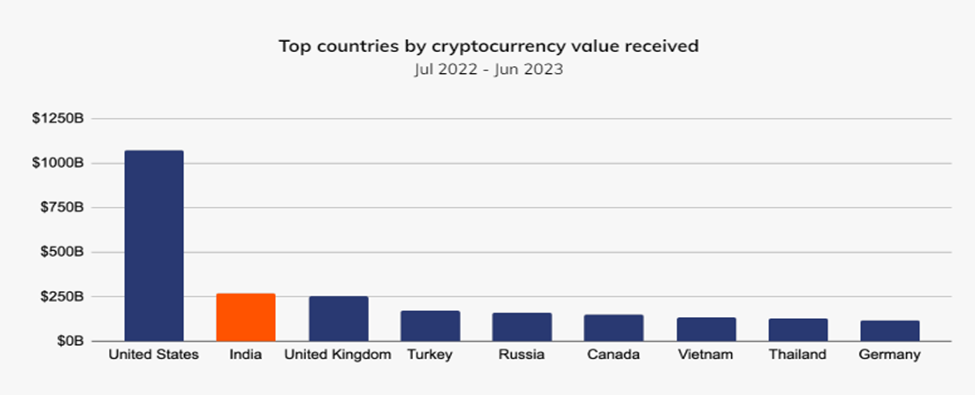 Top countries by cryptocurrency value received
Jul 2022 - Jun 2023
$1250B
$1000B
$750B
$500B
$250B
$0B
United States India United Kingdom Turkey Russia Canada Vietnam Thailand Germany